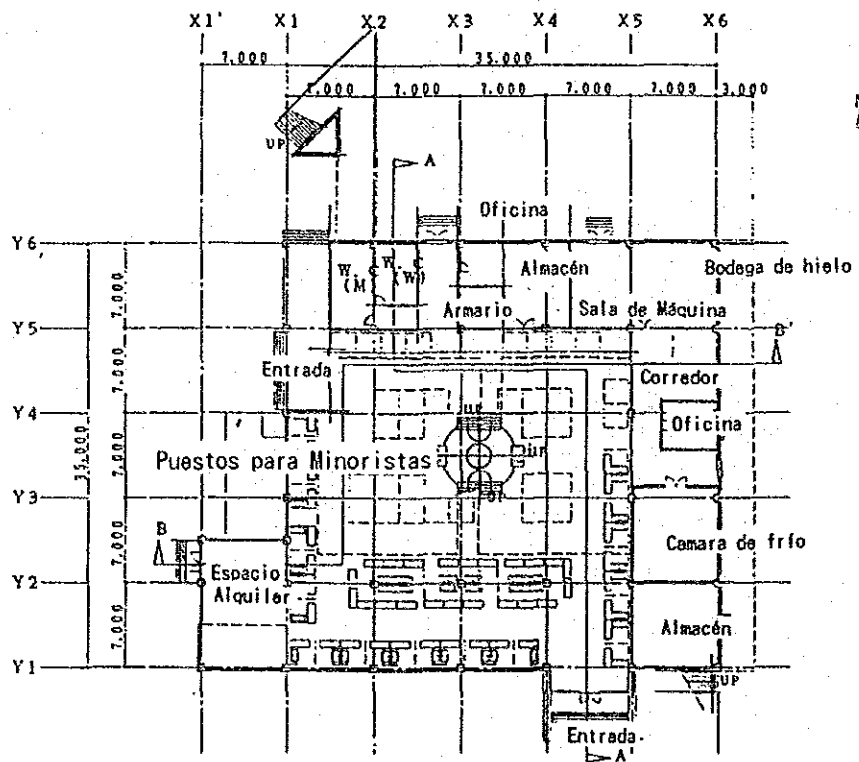 X1' X1 X2 X3 X4 X5 X6
7.000 35.000
7.000 7.000 7.000 7.000 7.000 3.000
UP
A
Oficina
Y6
W. (M W. (W)
Almacén
Bodega de hielo
7.000
Armario
Sala de Máquina
Y5
B'
7.000
Entrada
Corredor
Y4
UP
Oficina
35.000
7.000
Puestos para Minoristas
UP
Y3
B
7.000
Camara de frío
Espacio
Y2
Alquilar
7.000
Almacén
Y1
UP
Entrada
A'